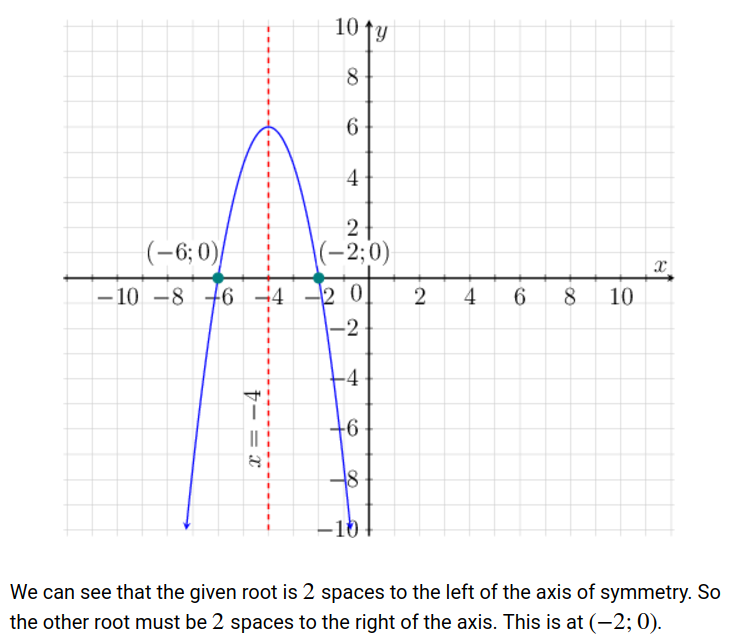 10 y
8
6
4
2
(−6; 0) (−2; 0)
x
−10 −8 −6 −4 −2 0 2 4 6 8 10
−2
−4
−6
−8
−10
x = −4
We can see that the given root is 2 spaces to the left of the axis of symmetry. So
the other root must be 2 spaces to the right of the axis. This is at (−2; 0).